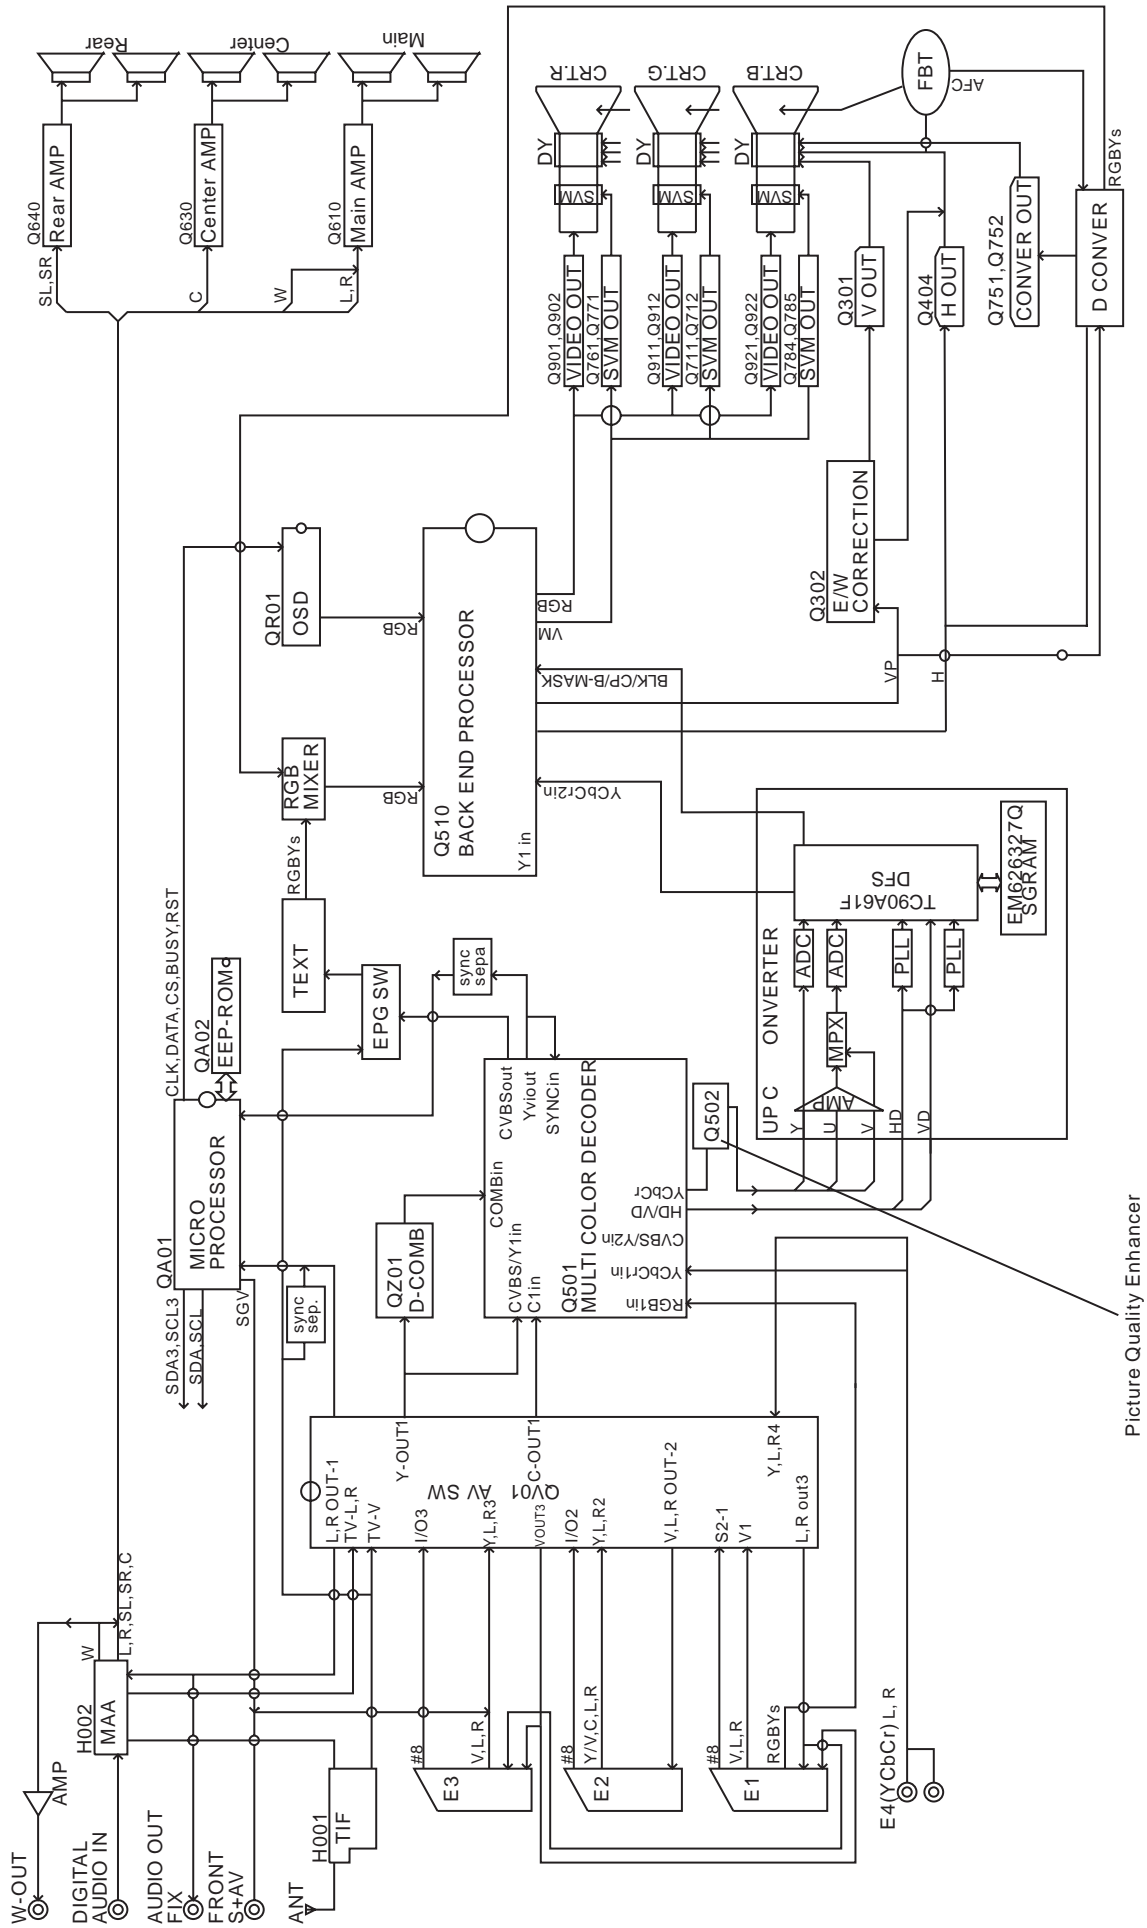 W-OUT
AMP
DIGITAL
AUDIO IN
AUDIO OUT
FIX
FRONT
S+AV
ANT
H002
MAA
W
L,R,SL,SR,C
H001
TIF
#8
V,L,R
E3
#8
Y/V,C,L,R
E2
#8
V,L,R
RGBYs
E1
E4(YCbCr) L, R
L,R OUT-1
TV-L,R
TV-V
I/O3
Y,L,R3
VOUT3
I/O2
Y,L,R2
V,L,R OUT-2
S2-1
V1
L,R out3
Y-OUT1
C-OUT1
Y,L,R4
QV01
AV SW
SDA3,SCL3
SDA,SCL
SGV
QA01
MICRO
PROCESSOR
sync
sep.
QA02
EEP-ROM
CLK,DATA,CS,BUSY,RST
QZ01
D-COMB
COMBin
CVBS/Y1in
C1in
Q501
MULTI COLOR DECODER
CVBSout
Yviout
SYNCin
YCbCr
HD/VD
CVBS/Y2in
YCbCr1in
RGB1in
Q502
Picture Quality Enhancer
sync
sepa
EPG SW
TEXT
RGBYs
RGB
MIXER
RGB
QR01
OSD
RGB
Q510
BACK END PROCESSOR
Y1 in
YCbCr2in
BLK/CP/B-MASK
VM
RGB
UP C ONVERTER
Y
U
V
HD
VD
AMP
MPX
ADC
ADC
PLL
PLL
TC90A61F
DFS
EM626327Q
SGRAM
VP
H
Q302
E/W
CORRECTION
Q301
V OUT
Q404
H OUT
Q751,Q752
CONVER OUT
D CONVER
RGBYs
AFC
FBT
Q901,Q902
VIDEO OUT
Q761,Q771
SVM OUT
SVM
DY
CRT.R
Q911,Q912
VIDEO OUT
Q711,Q712
SVM OUT
SVM
DY
CRT.G
Q921,Q922
VIDEO OUT
Q784,Q785
SVM OUT
SVM
DY
CRT.B
SL,SR
C
W
L,R
Q640
Rear AMP
Q630
Center AMP
Q610
Main AMP
Rear
Center
Main